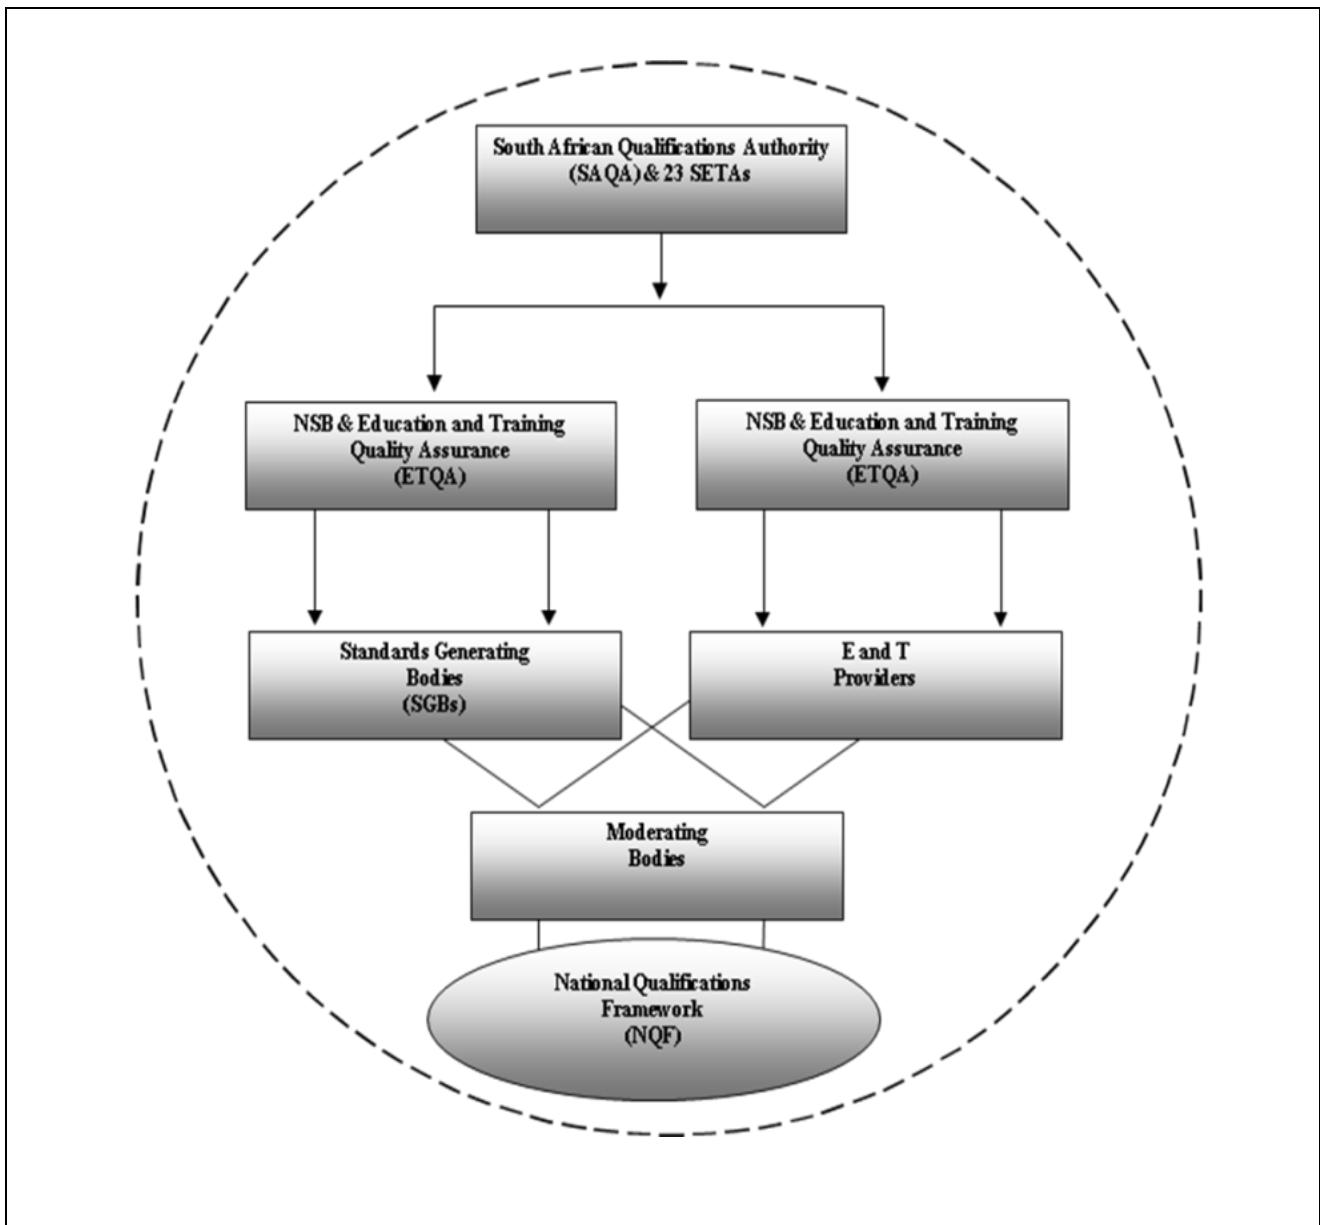 South African Qualifications Authority
(SAQA) & 23 SETAs
NSB & Education and Training
Quality Assurance
(ETQA)
NSB & Education and Training
Quality Assurance
(ETQA)
Standards Generating
Bodies
(SGBs)
E and T
Providers
Moderating
Bodies
National Qualifications
Framework
(NQF)